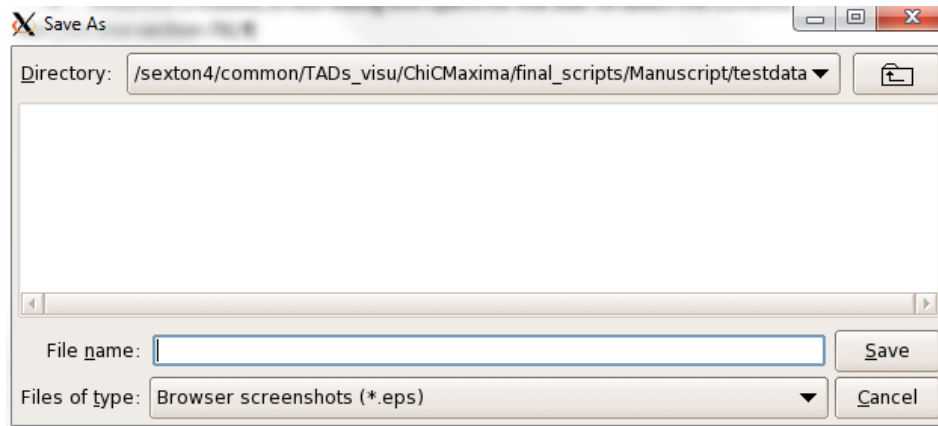 Save As
Directory: /sexton4/common/TADs_visu/ChiCMaxima/final_scripts/Manuscript/testdata
File name: Save
Files of type: Browser screenshots (*.eps) Cancel